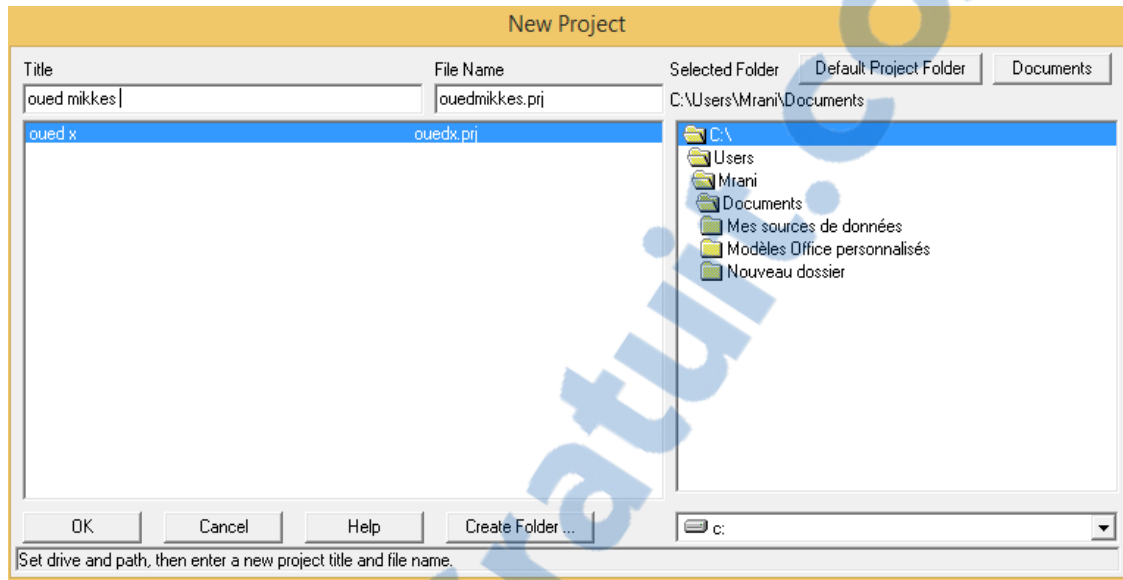 New Project
Title
File Name
Selected Folder
Default Project Folder
Documents
oued mikkes
ouedmikkes.prj
C:\Users\Mrani\Documents
oued x
ouedx.prj
C:\
Users
Mrani
Documents
Mes sources de données
Modèles Office personnalisés
Nouveau dossier
OK
Cancel
Help
Create Folder ...
c:
Set drive and path, then enter a new project title and file name.